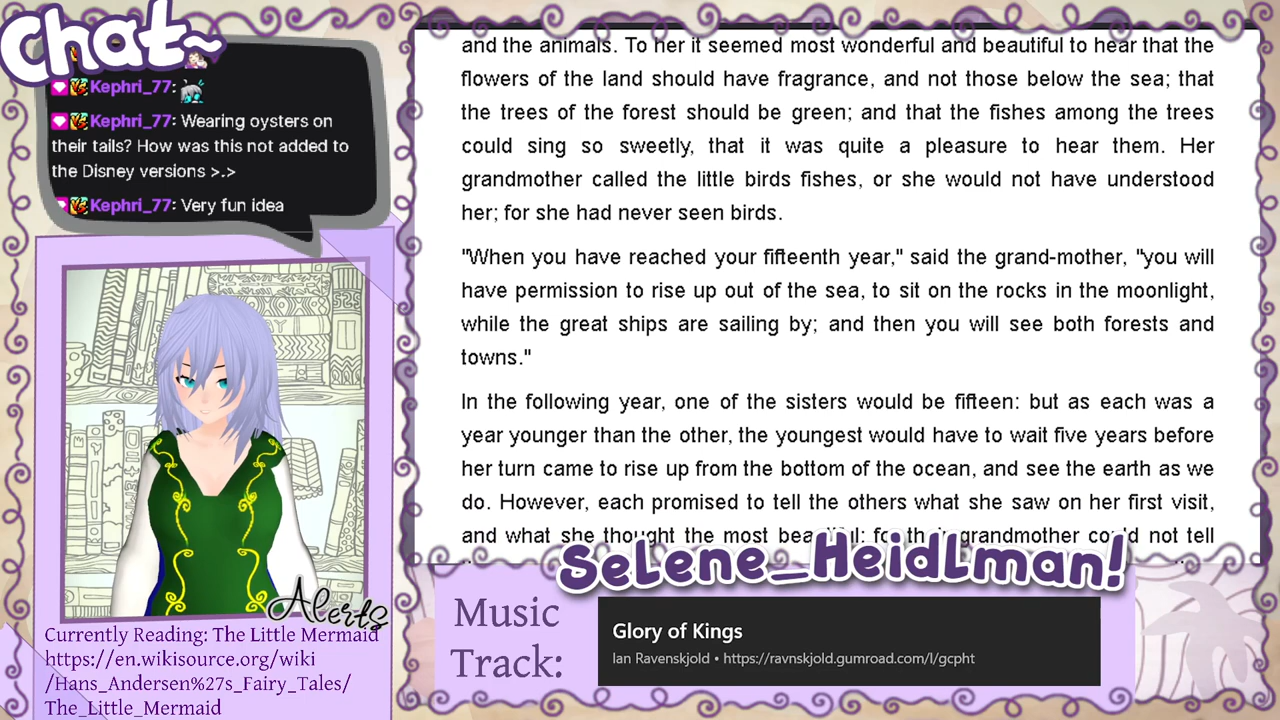 Chat~
Kephri_77:
Kephri_77: Wearing oysters on
their tails? How was this not added to
the Disney versions >.>
Kephri_77: Very fun idea
and the animals. To her it seemed most wonderful and beautiful to hear that the
flowers of the land should have fragrance, and not those below the sea; that
the trees of the forest should be green; and that the fishes among the trees
could sing so sweetly, that it was quite a pleasure to hear them. Her
grandmother called the little birds fishes, or she would not have understood
her; for she had never seen birds.
"When you have reached your fifteenth year," said the grand-mother, "you will
have permission to rise up out of the sea, to sit on the rocks in the moonlight,
while the great ships are sailing by; and then you will see both forests and
towns."
In the following year, one of the sisters would be fifteen: but as each was a
year younger than the other, the youngest would have to wait five years before
her turn came to rise up from the bottom of the ocean, and see the earth as we
do. However, each promised to tell the others what she saw on her first visit,
and what she thought the most beautiful; for their grandmother could not tell
Selene_Heidlman!
Alerts
Currently Reading: The Little Mermaid
https://en.wikisource.org/wiki
/Hans_Andersen%27s_Fairy_Tales/
The_Little_Mermaid
Music
Track:
Glory of Kings
Ian Ravenskjold • https://ravnskjold.gumroad.com/l/gcpht